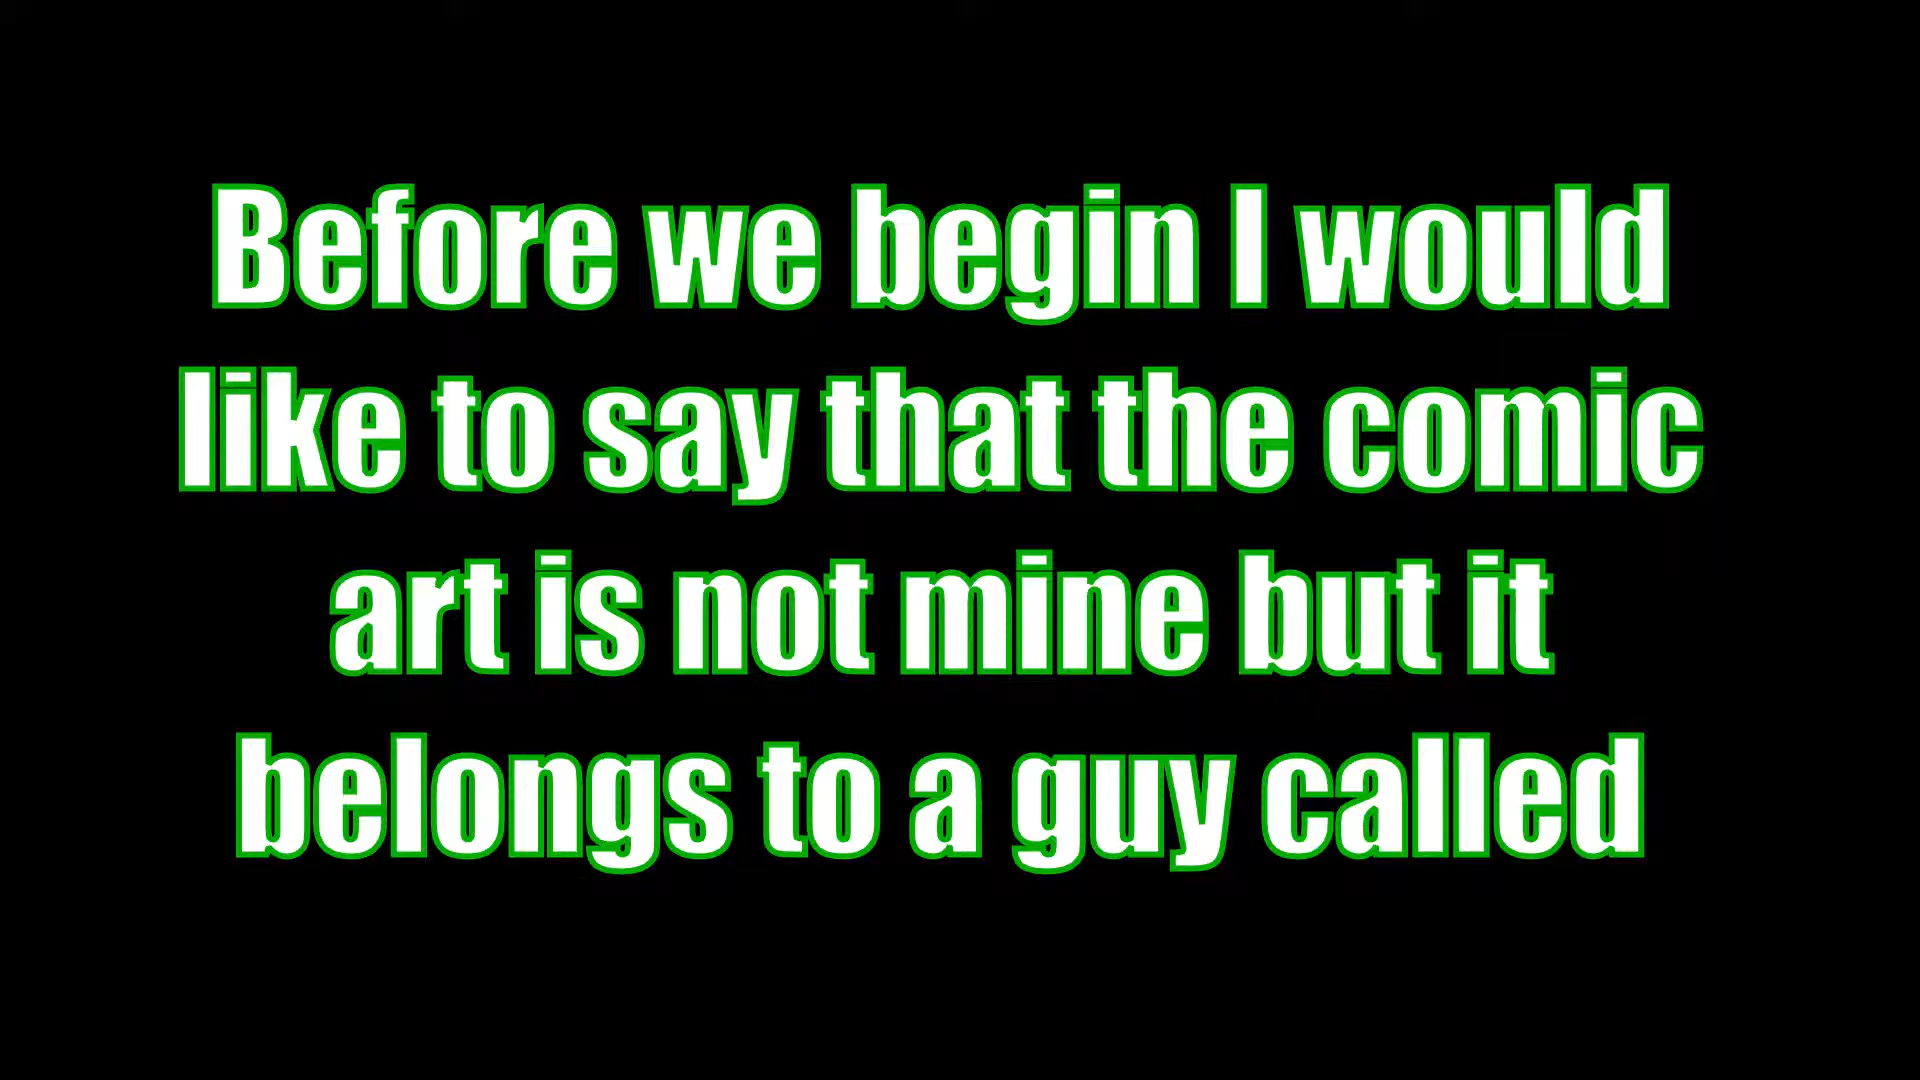 Before we begin I would
like to say that the comic
art is not mine but it
belongs to a guy called